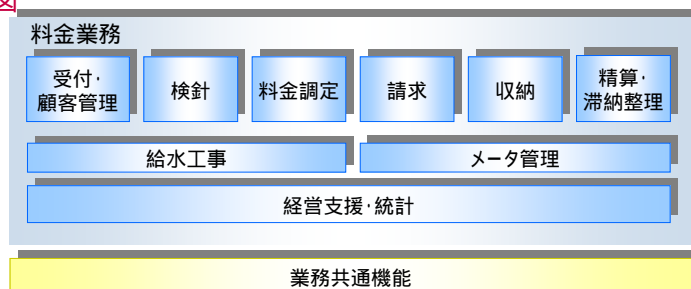 図
料金業務
受付・
顧客管理
検針
料金調定
請求
収納
精算・
滞納整理
給水工事
メータ管理
経営支援・統計
業務共通機能